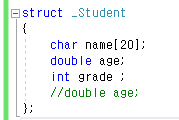 struct _Student
{
char name[20];
double age;
int grade ;
//double age;
};